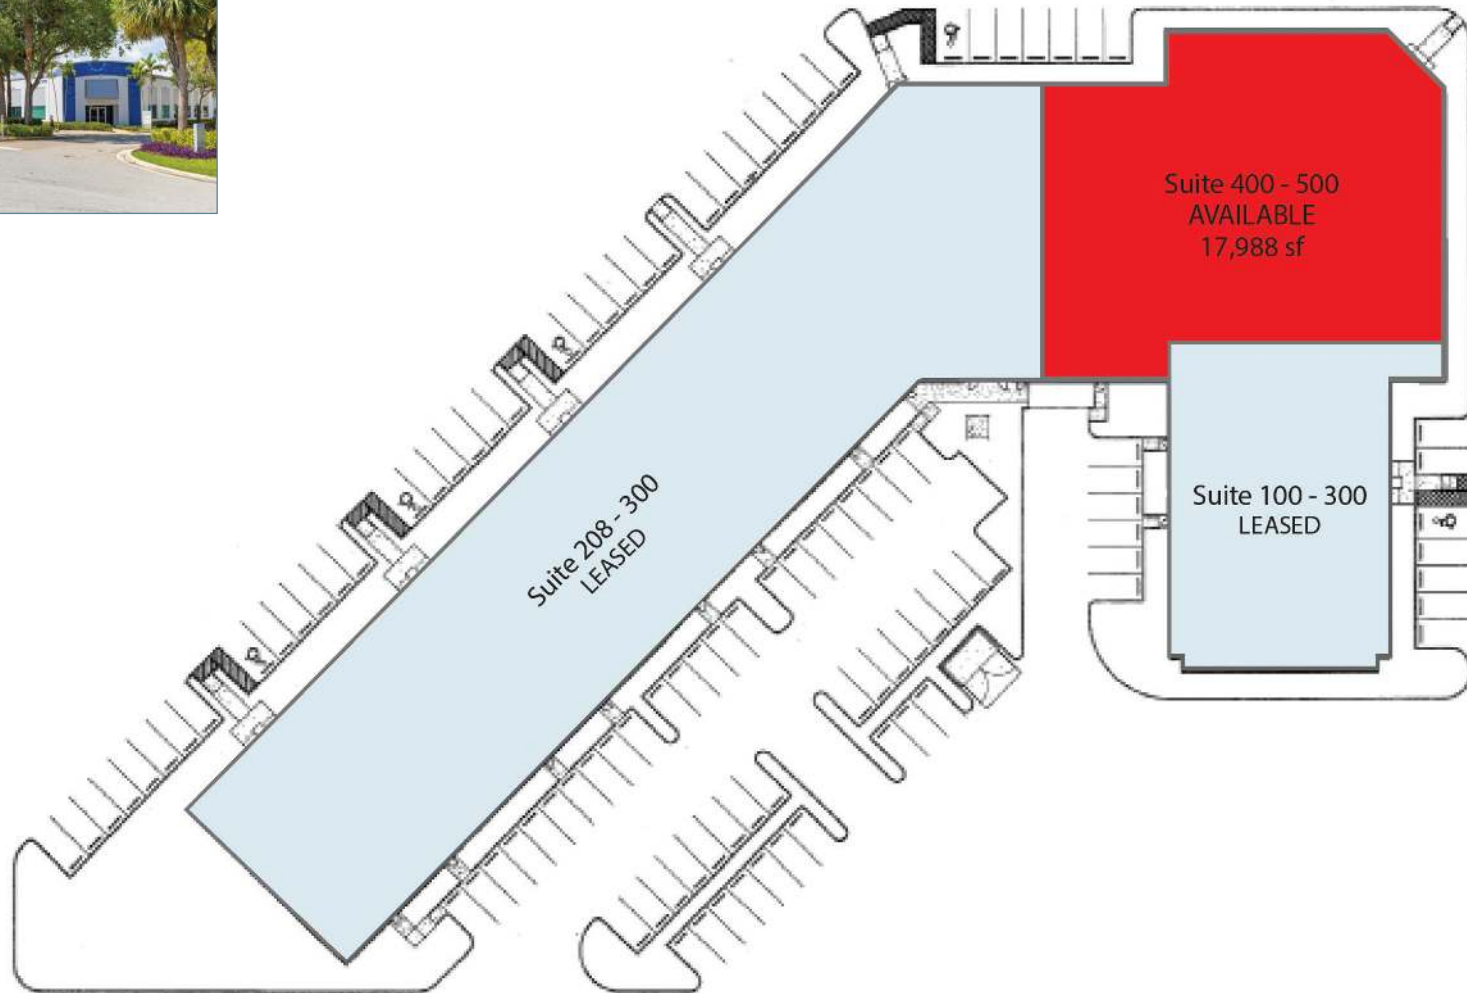 Suite 400 - 500
AVAILABLE
17,988 sf
Suite 208 - 300
LEASED
Suite 100 - 300
LEASED